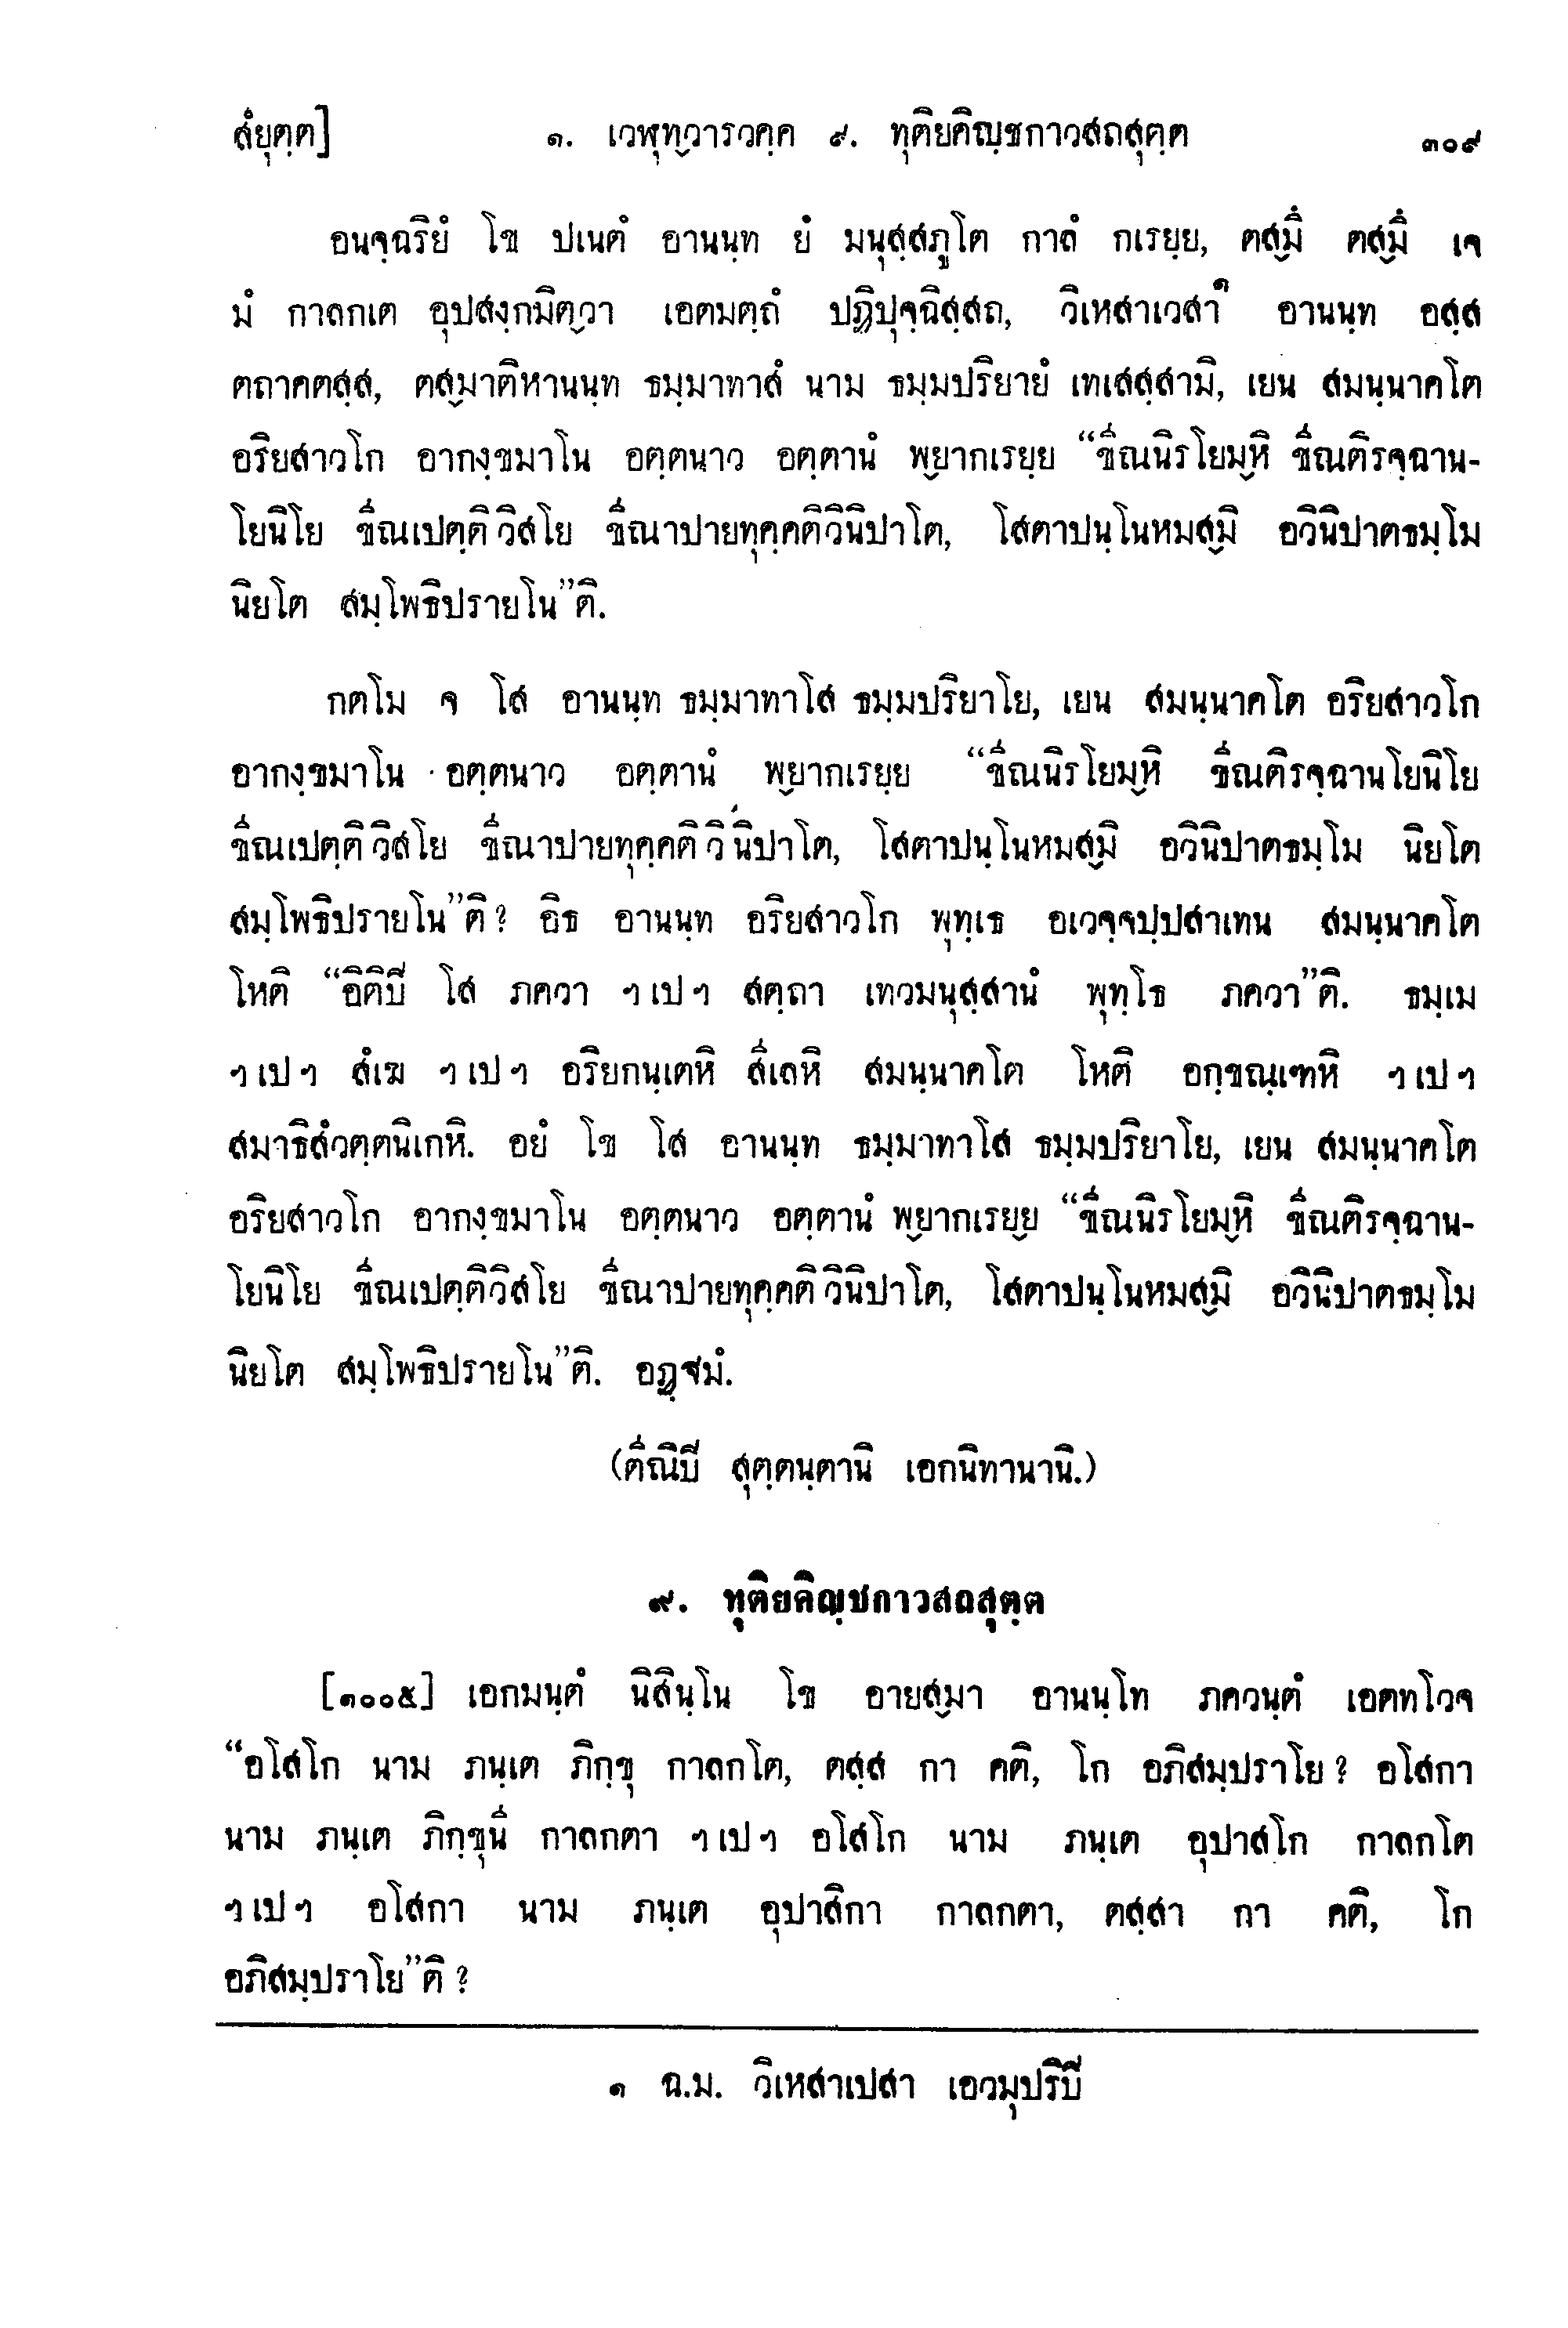 สํยุตฺต]	๑. เวฬุทฺวารวคฺค ๙. ทุติยคิญฺชกาวสถสุตฺต	๓๐๙
อนจฺฉริยํ โข ปเนตํ อานนฺท ยํ มนุสฺสภูโต กาลํ กเรยฺย, ตสฺมึ ตสฺมึ เจ
มํ กาลกเต อุปสงฺกมิตฺวา เอตมตฺถํ ปฏิปุจฺฉิสฺสถ, วิเหสาเวสา๑ อานนฺท อสฺส
ตถาคตสฺส, ตสฺมาติหานนฺท ธมฺมาทาสํ นาม ธมฺมปริยายํ เทเสสฺสามิ, เยน สมนฺนาคโต
อริยสาวโก อากงฺขมาโน อตฺตนาว อตฺตานํ พฺยากเรยฺย “ขีณนิรโยมฺหิ ขีณติรจฺฉาน-
โยนิโย ขีณเปตฺติวิสโย ขีณาปายทุคฺคติวินิปาโต, โสตาปนฺโนหมสฺมิ อวินิปาตธมฺโม
นิยโต สมฺโพธิปรายโน”ติ.
กตโม จ โส อานนฺท ธมฺมาทาโส ธมฺมปริยาโย, เยน สมนฺนาคโต อริยสาวโก
อากงฺขมาโน อตฺตนาว อตฺตานํ พฺยากเรยฺย “ขีณนิรโยมฺหิ ขีณติรจฺฉานโยนิโย
ขีณเปตฺติวิสโย ขีณาปายทุคฺคติวินิปาโต, โสตาปนฺโนหมสฺมิ อวินิปาตธมฺโม นิยโต
สมฺโพธิปรายโน”ติ? อิธ อานนฺท อริยสาวโก พุทฺเธ อเวจฺจปฺปสาเทน สมนฺนาคโต
โหติ “อิติปิ โส ภควา ฯเปฯ สตฺถา เทวมนุสฺสานํ พุทฺโธ ภควา”ติ. ธมฺเม
ฯเปฯ สํเฆ ฯเปฯ อริยกนฺเตหิ สีเลหิ สมนฺนาคโต โหติ อกฺขณฺเฑหิ ฯเปฯ
สมาธิสํวตฺตนิเกหิ. อยํ โข โส อานนฺท ธมฺมาทาโส ธมฺมปริยาโย, เยน สมนฺนาคโต
อริยสาวโก อากงฺขมาโน อตฺตนาว อตฺตานํ พฺยากเรยฺย “ขีณนิรโยมฺหิ ขีณติรจฺฉาน-
โยนิโย ขีณเปตฺติวิสโย ขีณาปายทุคฺคติวินิปาโต, โสตาปนฺโนหมสฺมิ อวินิปาตธมฺโม
นิยโต สมฺโพธิปรายโน”ติ. อฏฺฐมํ.
(ตีณิปิ สุตฺตนฺตานิ เอกนิทานานิ.)
๙. ทุติยคิญฺชกาวสถสุตฺต
[๑๐๐๕] เอกมนฺตํ นิสินฺโน โข อายสฺมา อานนฺโท ภควนฺตํ เอตทโวจ
“อโสโก นาม ภนฺเต ภิกฺขุ กาลกโต, ตสฺส กา คติ, โก อภิสมฺปราโย? อโสกา
นาม ภนฺเต ภิกฺขุนี กาลกตา ฯเปฯ อโสโก นาม ภนฺเต อุปาสโก กาลกโต
ฯเปฯ อโสกา นาม ภนฺเต อุปาสิกา กาลกตา, ตสฺสา กา คติ, โก
อภิสมฺปราโย”ติ?
๑ ฉ.ม. วิเหสาเปสา เอวมุปริปิ